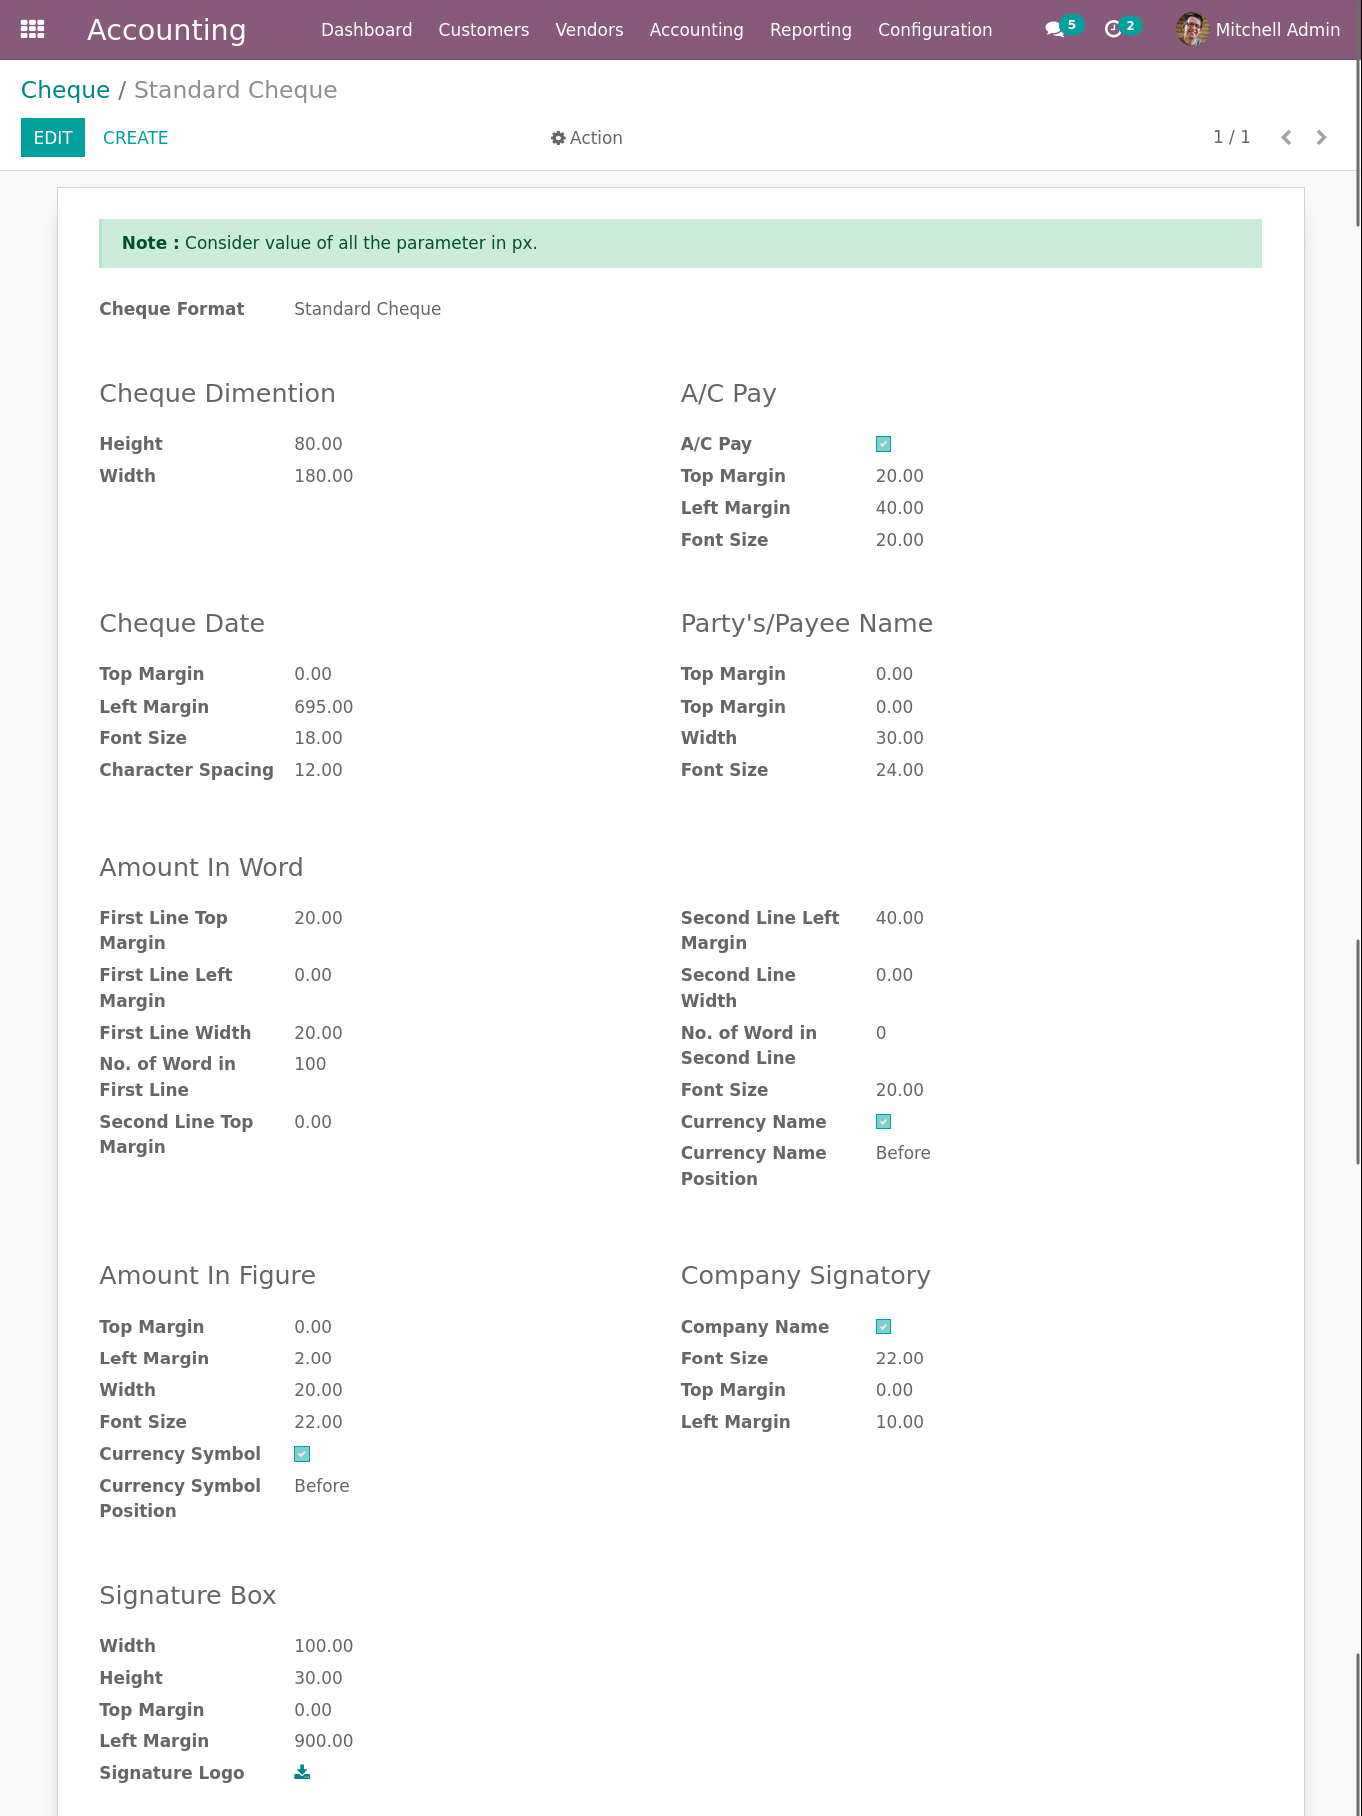 Accounting Dashboard Customers Vendors Accounting Reporting Configuration 5 2 Mitchell Admin
Cheque / Standard Cheque
EDIT CREATE Action 1 / 1
Note : Consider value of all the parameter in px.
Cheque Format Standard Cheque
Cheque Dimention
Height 80.00
Width 180.00
A/C Pay
A/C Pay
Top Margin 20.00
Left Margin 40.00
Font Size 20.00
Cheque Date
Top Margin 0.00
Left Margin 695.00
Font Size 18.00
Character Spacing 12.00
Party's/Payee Name
Top Margin 0.00
Top Margin 0.00
Width 30.00
Font Size 24.00
Amount In Word
First Line Top 20.00
Margin
First Line Left 0.00
Margin
First Line Width 20.00
No. of Word in 100
First Line
Second Line Top 0.00
Margin
Second Line Left 40.00
Margin
Second Line 0.00
Width
No. of Word in 0
Second Line
Font Size 20.00
Currency Name
Currency Name Before
Position
Amount In Figure
Top Margin 0.00
Left Margin 2.00
Width 20.00
Font Size 22.00
Currency Symbol
Currency Symbol Before
Position
Company Signatory
Company Name
Font Size 22.00
Top Margin 0.00
Left Margin 10.00
Signature Box
Width 100.00
Height 30.00
Top Margin 0.00
Left Margin 900.00
Signature Logo